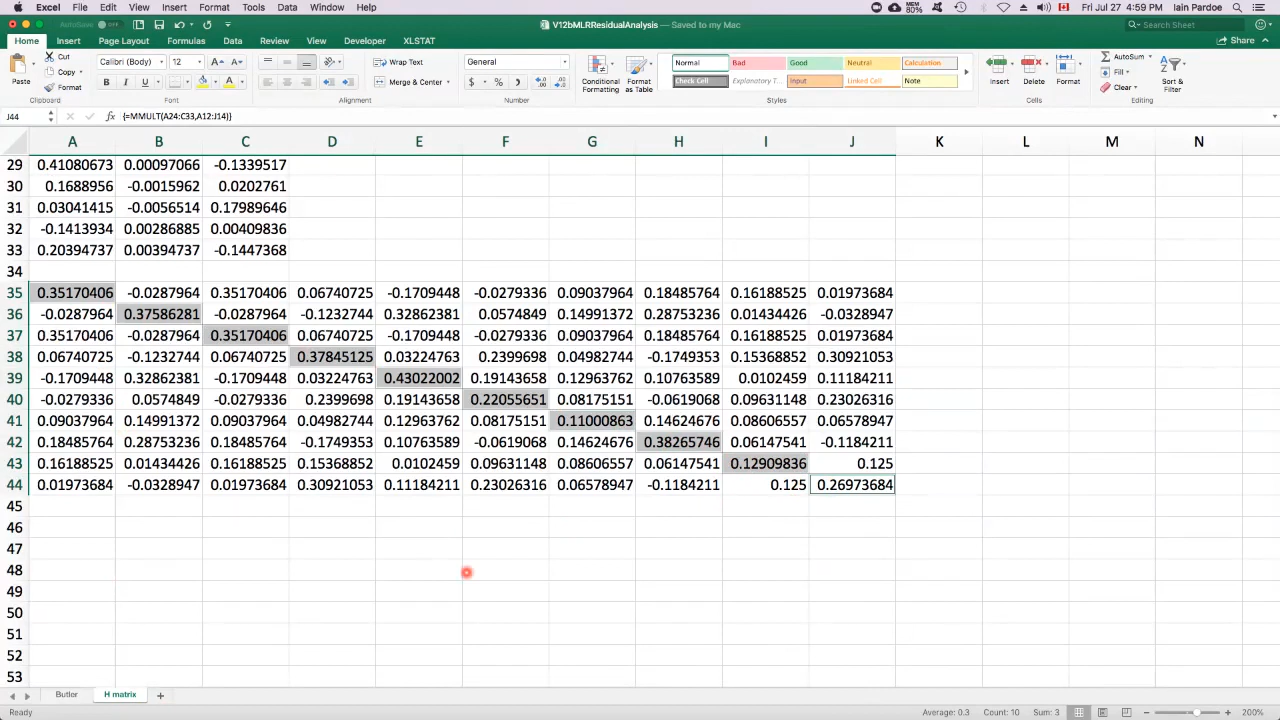 Excel File Edit View Insert Format Tools Data Window Help MEM 80% Fri Jul 27 4:59 PM Iain Pardoe
AutoSave OFF V12bMLRResidualAnalysis — Saved to my Mac Search Sheet
Home Insert Page Layout Formulas Data Review View Developer XLSTAT Share
Paste Cut Copy Format Calibri (Body) 12 A A Wrap Text General Conditional Formatting Format as Table Normal Bad Good Neutral Calculation Insert Delete Format AutoSum Fill Clear Sort & Filter
B I U A Merge & Center $ % Check Cell Explanatory T... Input Linked Cell Note
Clipboard Font Alignment Number Styles Cells Editing
J44 fx {=MMULT(A24:C33,A12:J14)}
A B C D E F G H I J K L M N
29 0.41080673 0.00097066 -0.1339517
30 0.1688956 -0.0015962 0.0202761
31 0.03041415 -0.0056514 0.17989646
32 -0.1413934 0.00286885 0.00409836
33 0.20394737 0.00394737 -0.1447368
34
35 0.35170406 -0.0287964 0.35170406 0.06740725 -0.1709448 -0.0279336 0.09037964 0.18485764 0.16188525 0.01973684
36 -0.0287964 0.37586281 -0.0287964 -0.1232744 0.32862381 0.0574849 0.14991372 0.28753236 0.01434426 -0.0328947
37 0.35170406 -0.0287964 0.35170406 0.06740725 -0.1709448 -0.0279336 0.09037964 0.18485764 0.16188525 0.01973684
38 0.06740725 -0.1232744 0.06740725 0.37845125 0.03224763 0.2399698 0.04982774 -0.1749353 0.15368852 0.30921053
39 -0.1709448 0.32862381 -0.1709448 0.03224763 0.43022002 0.19143658 0.12963762 0.10763589 0.0102459 0.11184211
40 -0.0279336 0.0574849 -0.0279336 0.2399698 0.19143658 0.22055651 0.08175151 -0.0619068 0.09631148 0.23026316
41 0.09037964 0.14991372 0.09037964 0.04982774 0.12963762 0.08175151 0.11000863 0.14624676 0.08606557 0.06578947
42 0.18485764 0.28753236 0.18485764 -0.1749353 0.10763589 -0.0619068 0.14624676 0.38265746 0.06147541 -0.1184211
43 0.16188525 0.01434426 0.16188525 0.15368852 0.0102459 0.09631148 0.08606557 0.06147541 0.12909836 0.125
44 0.01973684 -0.0328947 0.01973684 0.30921053 0.11184211 0.23026316 0.06578947 -0.1184211 0.125 0.26973684
45
46
47
48
49
50
51
52
53
Butler H matrix +
Ready Average: 0.3 Count: 10 Sum: 3 200%